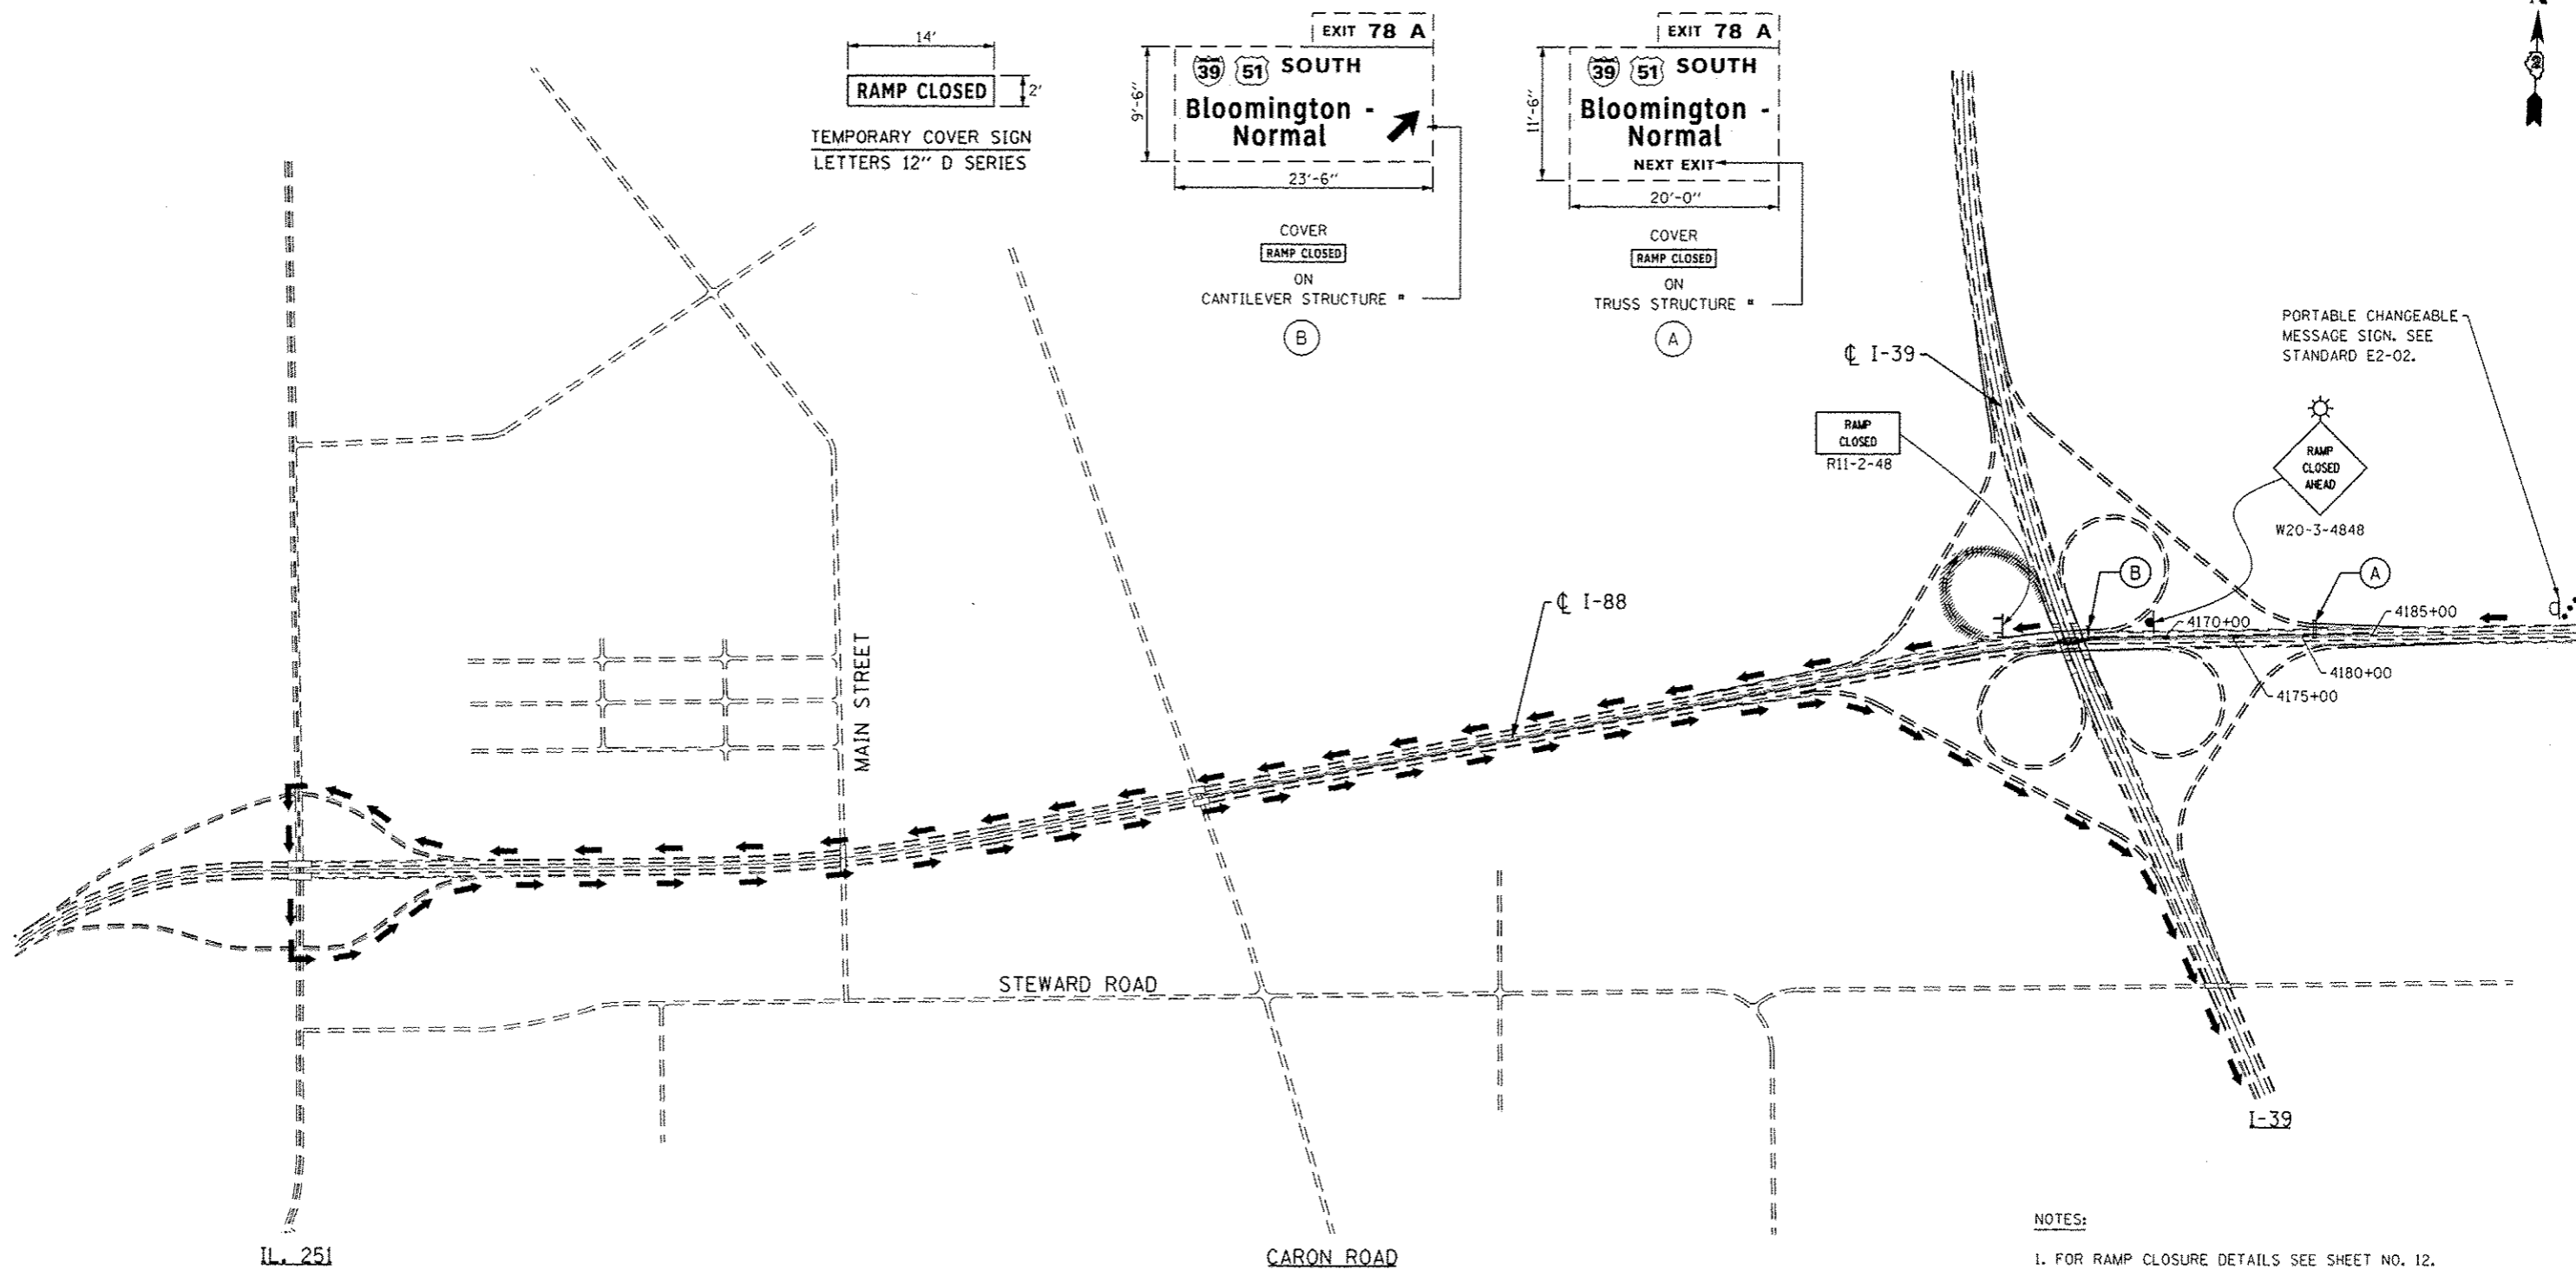 N
14'
RAMP CLOSED
2'
TEMPORARY COVER SIGN
LETTERS 12" D SERIES
EXIT 78 A
39 51 SOUTH
Bloomington -
Normal
9'-6"
23'-6"
COVER
RAMP CLOSED
ON
CANTILEVER STRUCTURE *
B
EXIT 78 A
39 51 SOUTH
Bloomington -
Normal
NEXT EXIT
11'-6"
20'-0"
COVER
RAMP CLOSED
ON
TRUSS STRUCTURE *
A
PORTABLE CHANGEABLE
MESSAGE SIGN. SEE
STANDARD E2-02.
℄ I-39
RAMP
CLOSED
R11-2-48
RAMP
CLOSED
AHEAD
W20-3-4848
B
A
4170+00
4185+00
4180+00
4175+00
℄ I-88
MAIN STREET
STEWARD ROAD
I-39
IL. 251
CARON ROAD
NOTES:
1. FOR RAMP CLOSURE DETAILS SEE SHEET NO. 12.